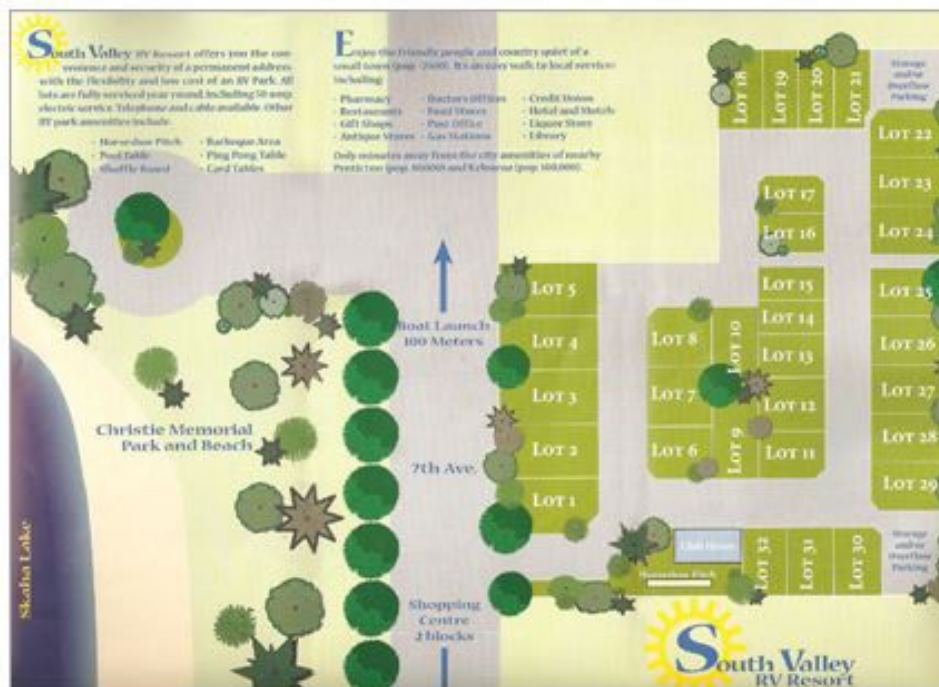 South Valley RV Resort offers you the con-
venience and security of a permanent address
with the flexibility and low cost of an RV Park. All
lots are fully serviced year round, including 50 amp
electric service. Telephone and cable available. Other
RV park amenities include:
· Horseshoe Pitch · Barbeque Area
· Pool Table · Ping Pong Table
· Shuffle Board · Card Tables
Enjoy the friendly people and country quiet of a
small town (pop. 2000). It's an easy walk to local services
including:
· Pharmacy · Doctors Offices · Credit Union
· Restaurants · Food Stores · Hotel and Motels
· Gift Shops · Post Office · Liquor Store
· Antique Stores · Gas Stations · Library
Only minutes away from the city amenities of nearby
Penticton (pop. ) and Kelowna (pop. 100,000).
Lot 18
Lot 19
Lot 20
Lot 21
Storage
and/or
Overflow
Parking
Lot 22
Lot 23
Lot 24
Lot 17
Lot 16
Lot 5
Lot 4
Lot 3
Lot 2
Lot 1
Lot 15
Lot 14
Lot 13
Lot 12
Lot 11
Lot 8
Lot 7
Lot 6
Lot 10
Lot 9
Lot 25
Lot 26
Lot 27
Lot 28
Lot 29
Boat Launch
100 Meters
Christie Memorial
Park and Beach
7th Ave.
Skaha Lake
Club House
Horseshoe Pitch
Lot 32
Lot 31
Lot 30
Storage
and/or
Overflow
Parking
Shopping
Centre
2 blocks
South Valley
RV Resort